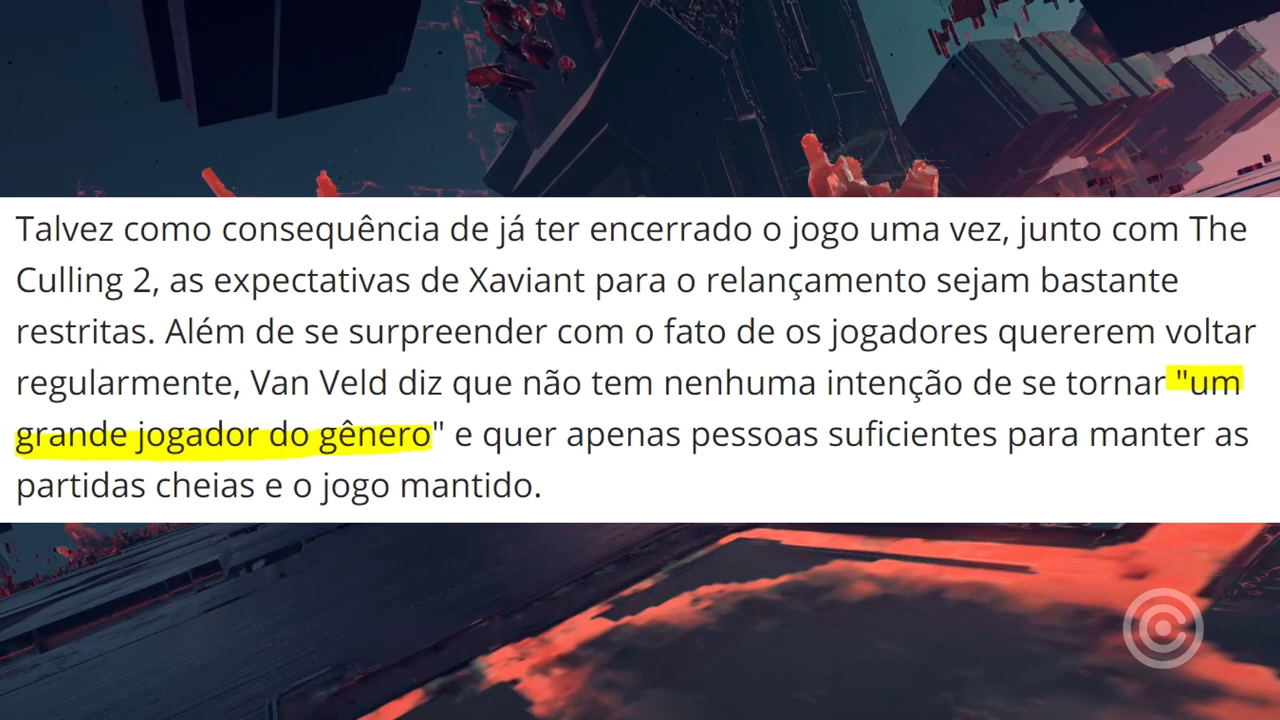 Talvez como consequência de já ter encerrado o jogo uma vez, junto com The
Culling 2, as expectativas de Xaviant para o relançamento sejam bastante
restritas. Além de se surpreender com o fato de os jogadores quererem voltar
regularmente, Van Veld diz que não tem nenhuma intenção de se tornar "um
grande jogador do gênero" e quer apenas pessoas suficientes para manter as
partidas cheias e o jogo mantido.